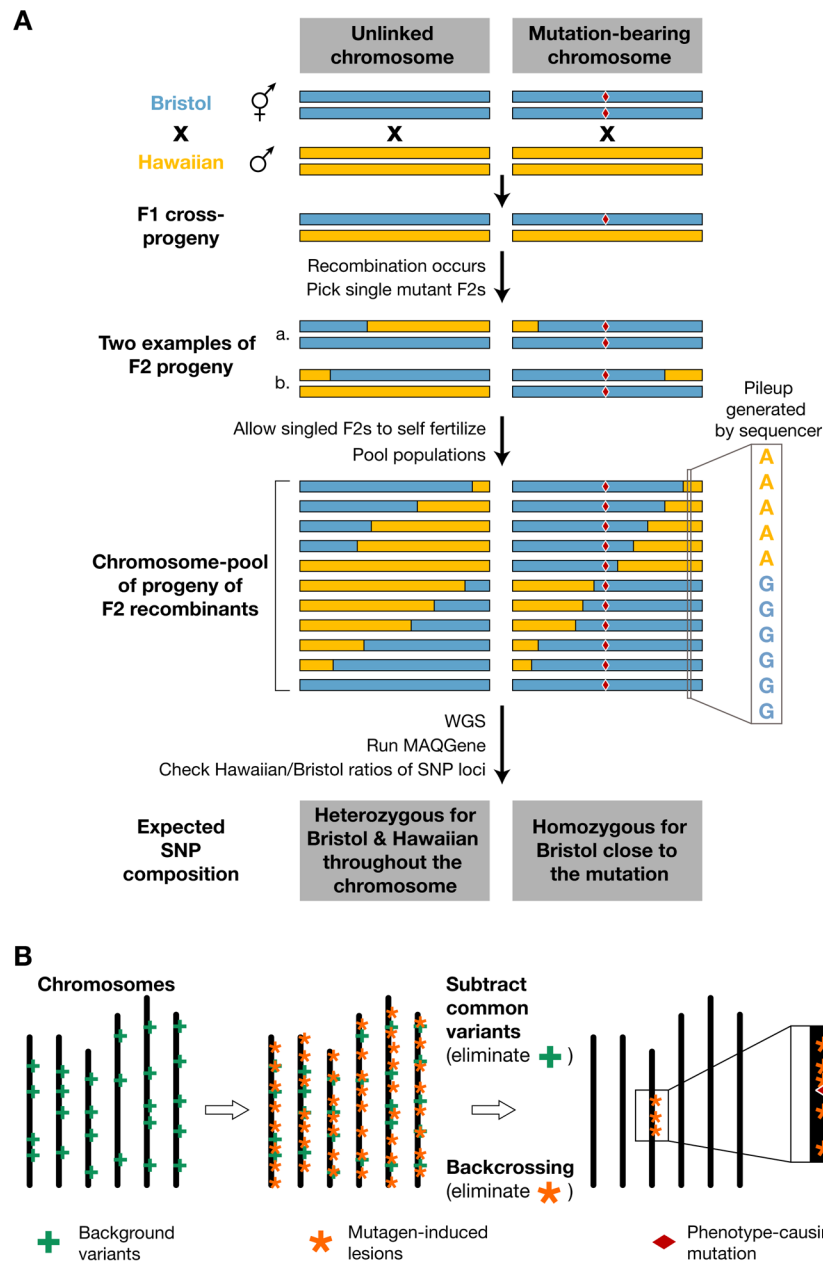 A
Unlinked
chromosome
Mutation-bearing
chromosome
Bristol
X
Hawaiian
X
X
F1 cross-
progeny
Recombination occurs
Pick single mutant F2s
Two examples of
F2 progeny
a.
b.
Allow singled F2s to self fertilize
Pool populations
Pileup
generated
by sequencer
A
A
A
A
A
G
G
G
G
G
G
Chromosome-pool
of progeny of
F2 recombinants
WGS
Run MAQGene
Check Hawaiian/Bristol ratios of SNP loci
Expected
SNP
composition
Heterozygous for
Bristol & Hawaiian
throughout the
chromosome
Homozygous for
Bristol close to
the mutation
B
Chromosomes
Subtract
common
variants
(eliminate )
Backcrossing
(eliminate )
Background
variants
Mutagen-induced
lesions
Phenotype-causin
mutation